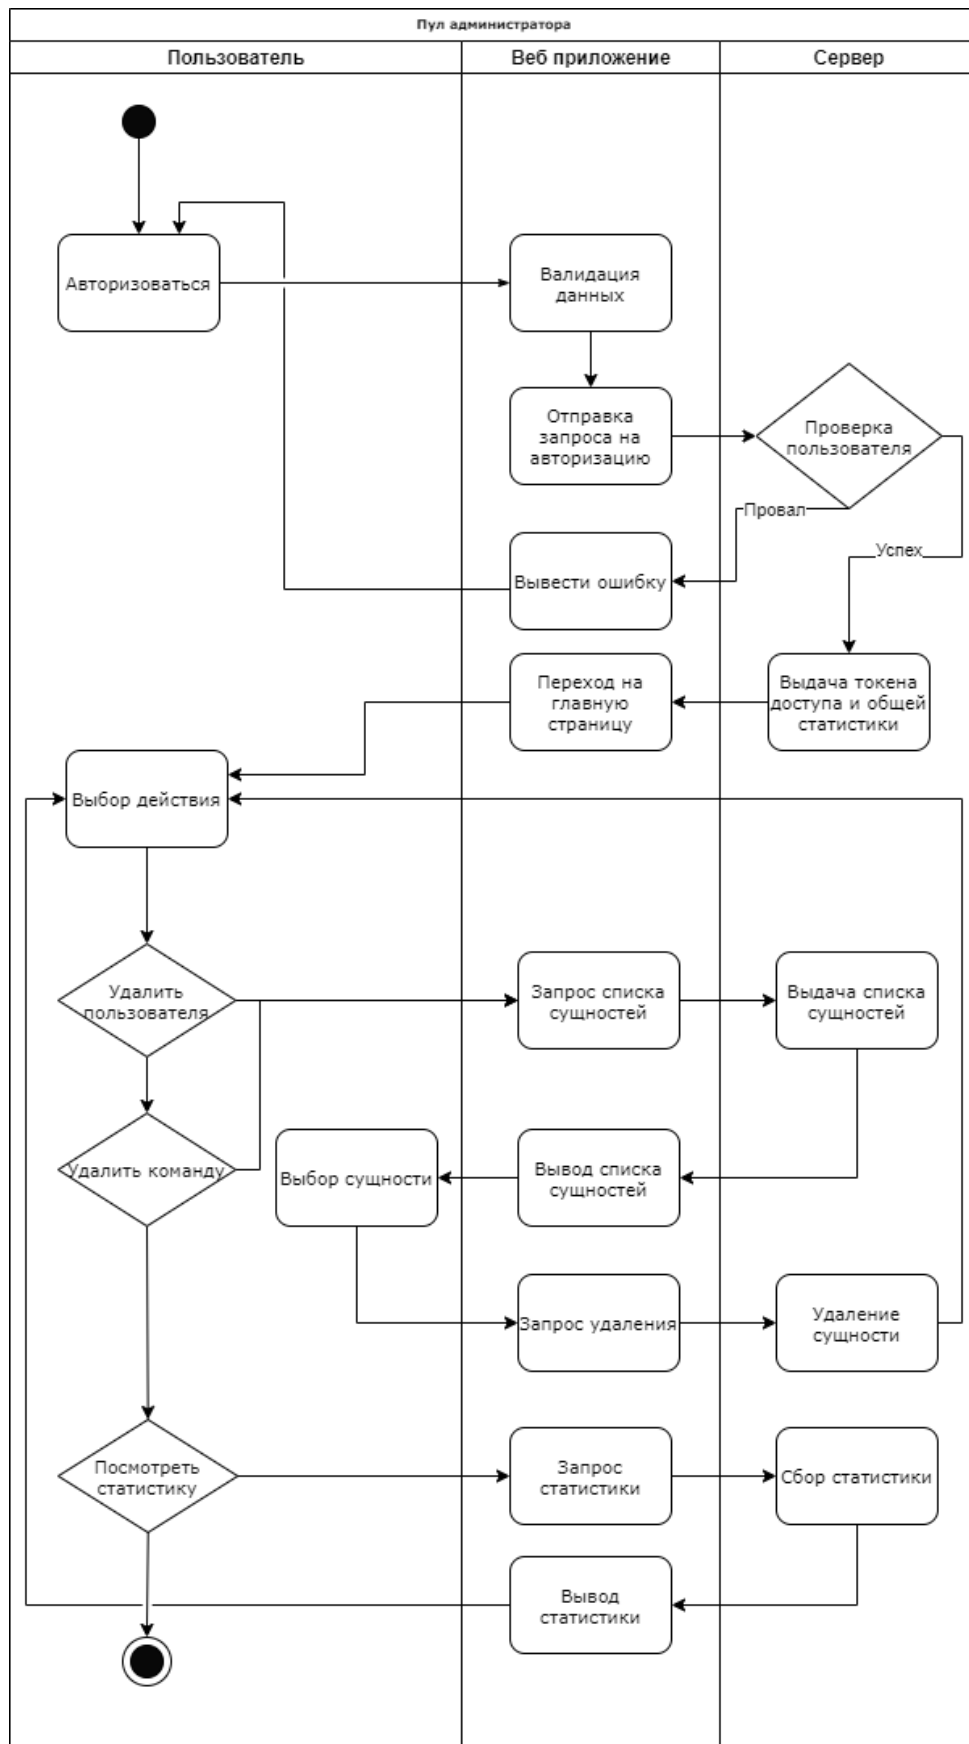 Пул администратора
Пользователь
Веб приложение
Сервер
Авторизоваться
Валидация
данных
Отправка
запроса на
авторизацию
Проверка
пользователя
Провал
Успех
Вывести ошибку
Переход на
главную
страницу
Выдача токена
доступа и общей
статистики
Выбор действия
Удалить
пользователя
Запрос списка
сущностей
Выдача списка
сущностей
Удалить команду
Выбор сущности
Вывод списка
сущностей
Запрос удаления
Удаление
сущности
Посмотреть
статистику
Запрос
статистики
Сбор статистики
Вывод
статистики